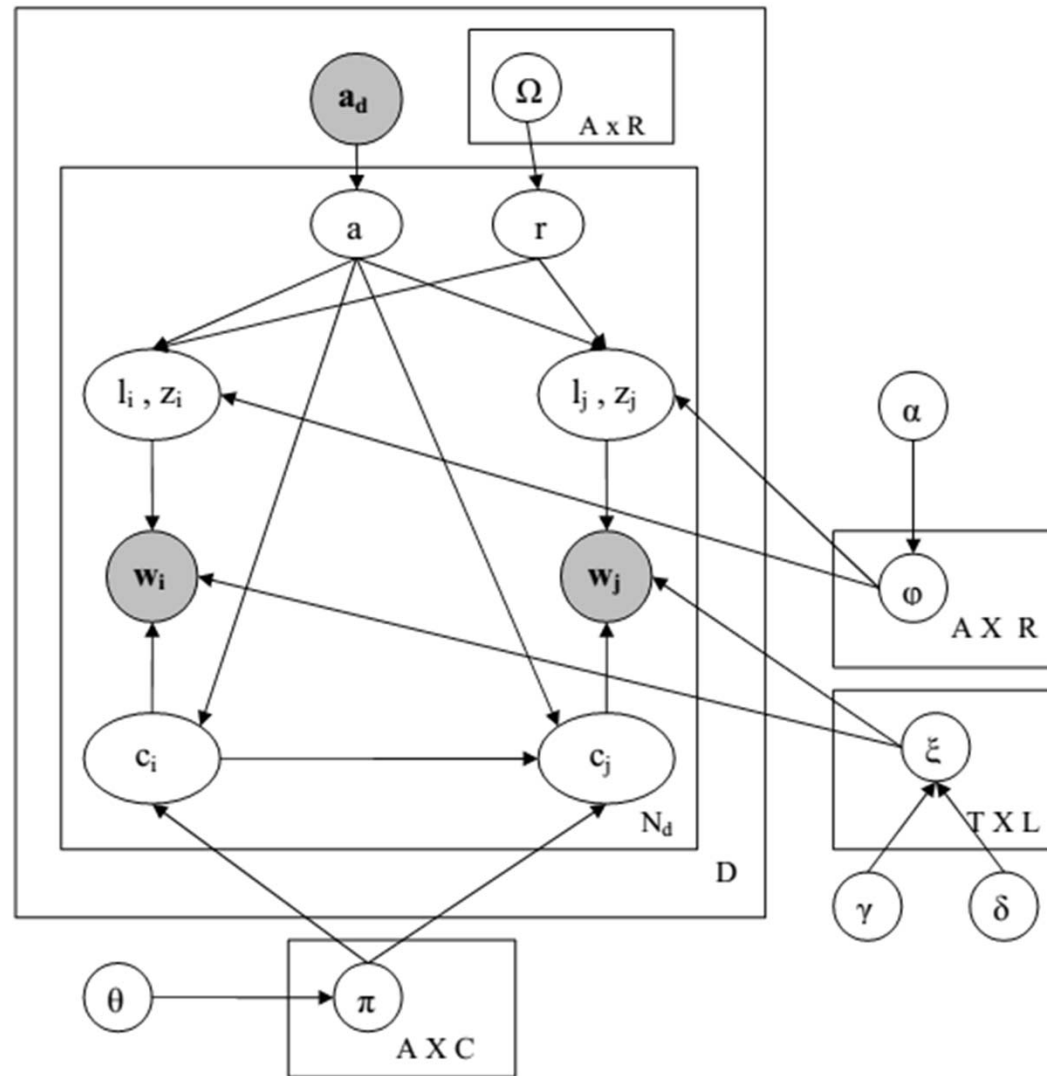 a_d
Ω
A x R
a
r
l_i , z_i
l_j , z_j
α
w_i
w_j
φ
A X R
ξ
c_i
c_j
T X L
N_d
D
γ
δ
θ
π
A X C